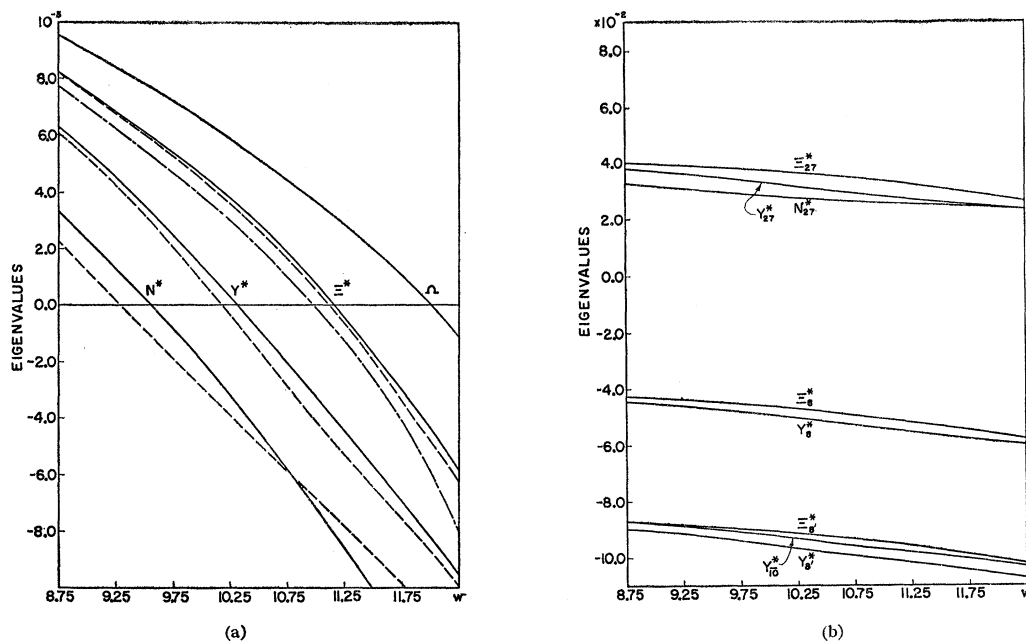 10⁻³
8.0
6.0
4.0
2.0
0.0
-2.0
-4.0
-6.0
-8.0
EIGENVALUES
N* Y* Ξ* Ω
8.75 9.25 9.75 10.25 10.75 11.25 11.75 w
(a)
x10⁻²
8.0
6.0
4.0
2.0
0.0
-4.0
-6.0
-8.0
-10.0
EIGENVALUES
Ξ*₂₇
Y*₂₇ N*₂₇
Ξ*₈
Y*₈
Ξ*₈'
Y*₁̅₀̅ Y*₈'
8.75 9.25 9.75 10.25 10.75 11.25 11.75 w
(b)